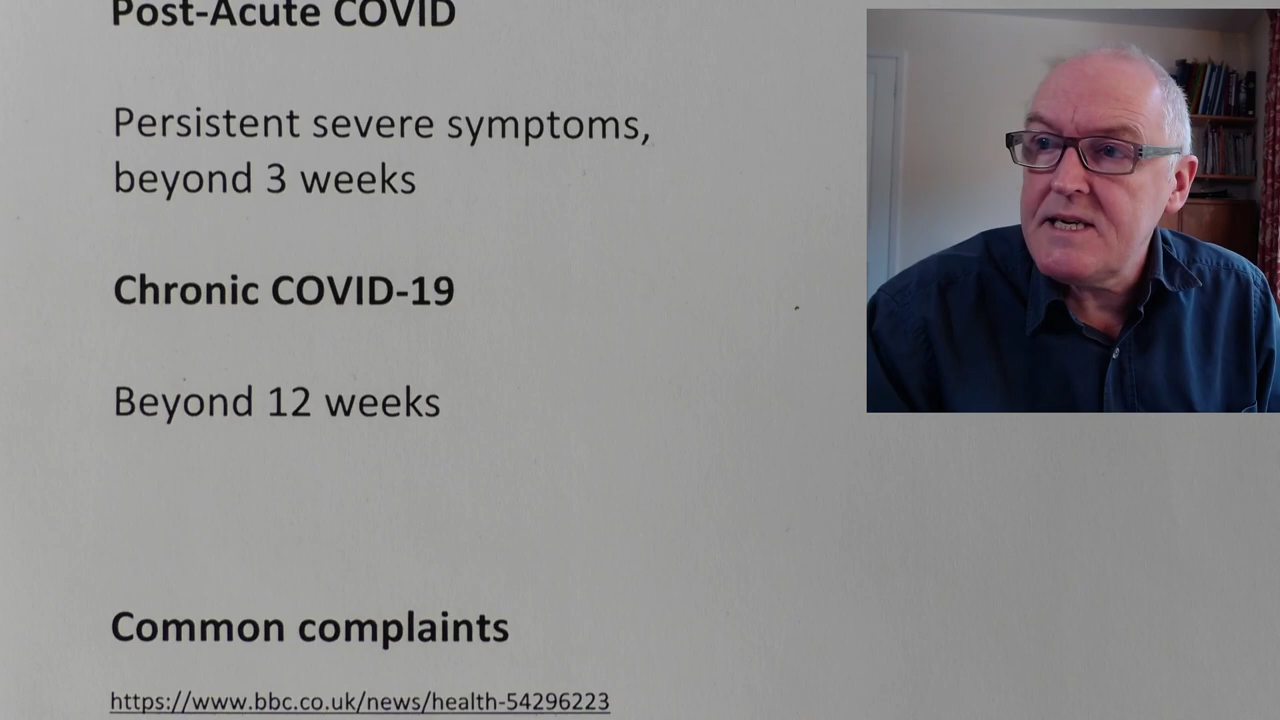 Post-Acute COVID
Persistent severe symptoms,
beyond 3 weeks
Chronic COVID-19
Beyond 12 weeks
Common complaints
https://www.bbc.co.uk/news/health-54296223